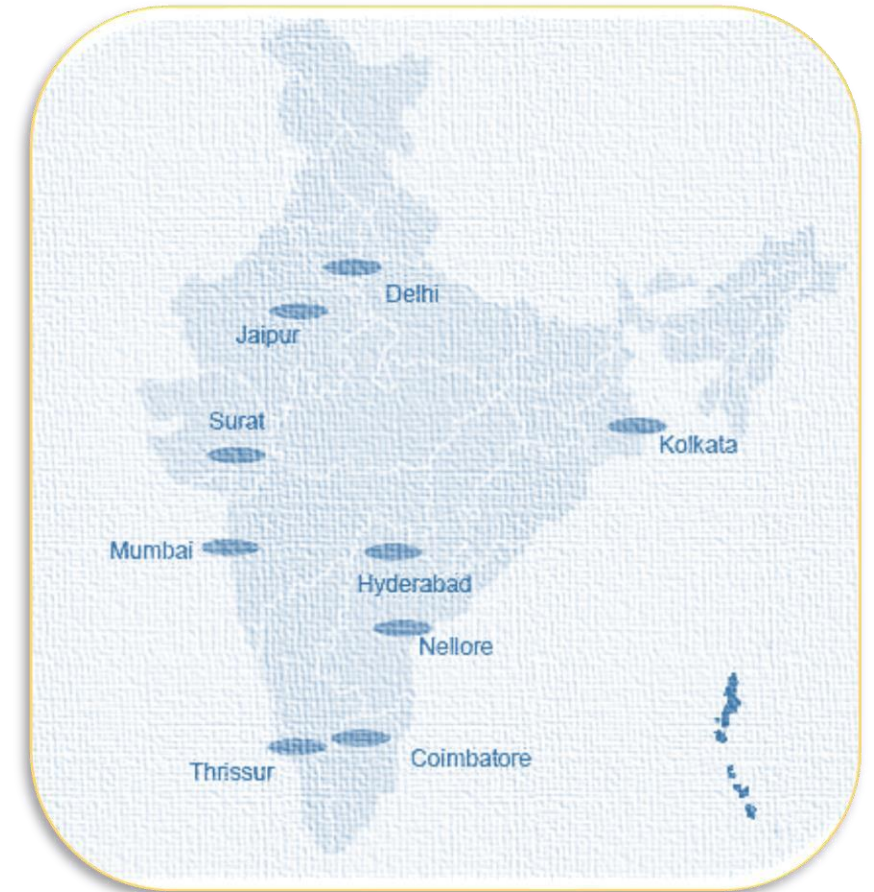 Delhi
Jaipur
Surat
Kolkata
Mumbai
Hyderabad
Nellore
Coimbatore
Thrissur